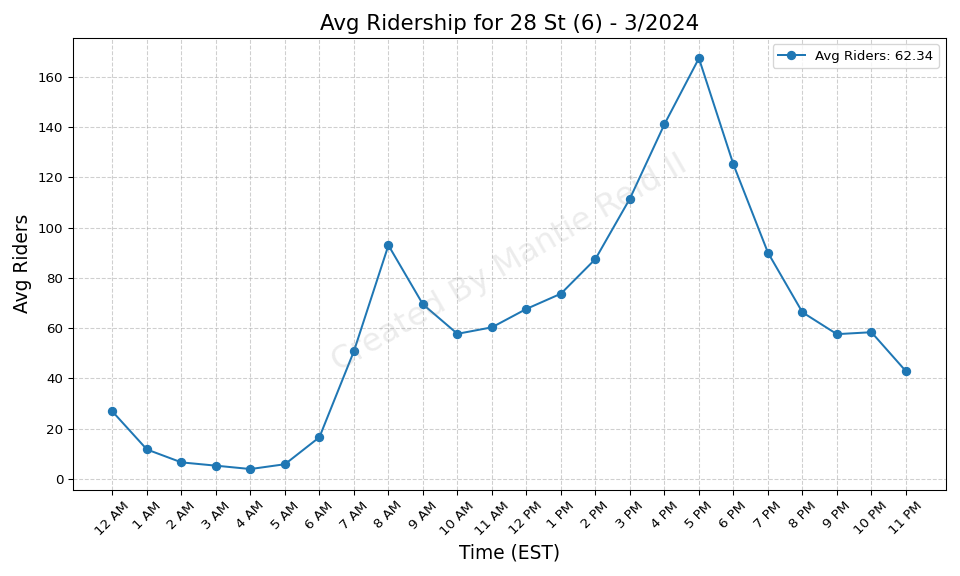 Avg Ridership for 28 St (6) - 3/2024
Avg Riders: 62.34
Avg Riders
160
140
120
100
80
60
40
20
0
Created By Mantle Reid II
12 AM
1 AM
2 AM
3 AM
4 AM
5 AM
6 AM
7 AM
8 AM
9 AM
10 AM
11 AM
12 PM
1 PM
2 PM
3 PM
4 PM
5 PM
6 PM
7 PM
8 PM
9 PM
10 PM
11 PM
Time (EST)